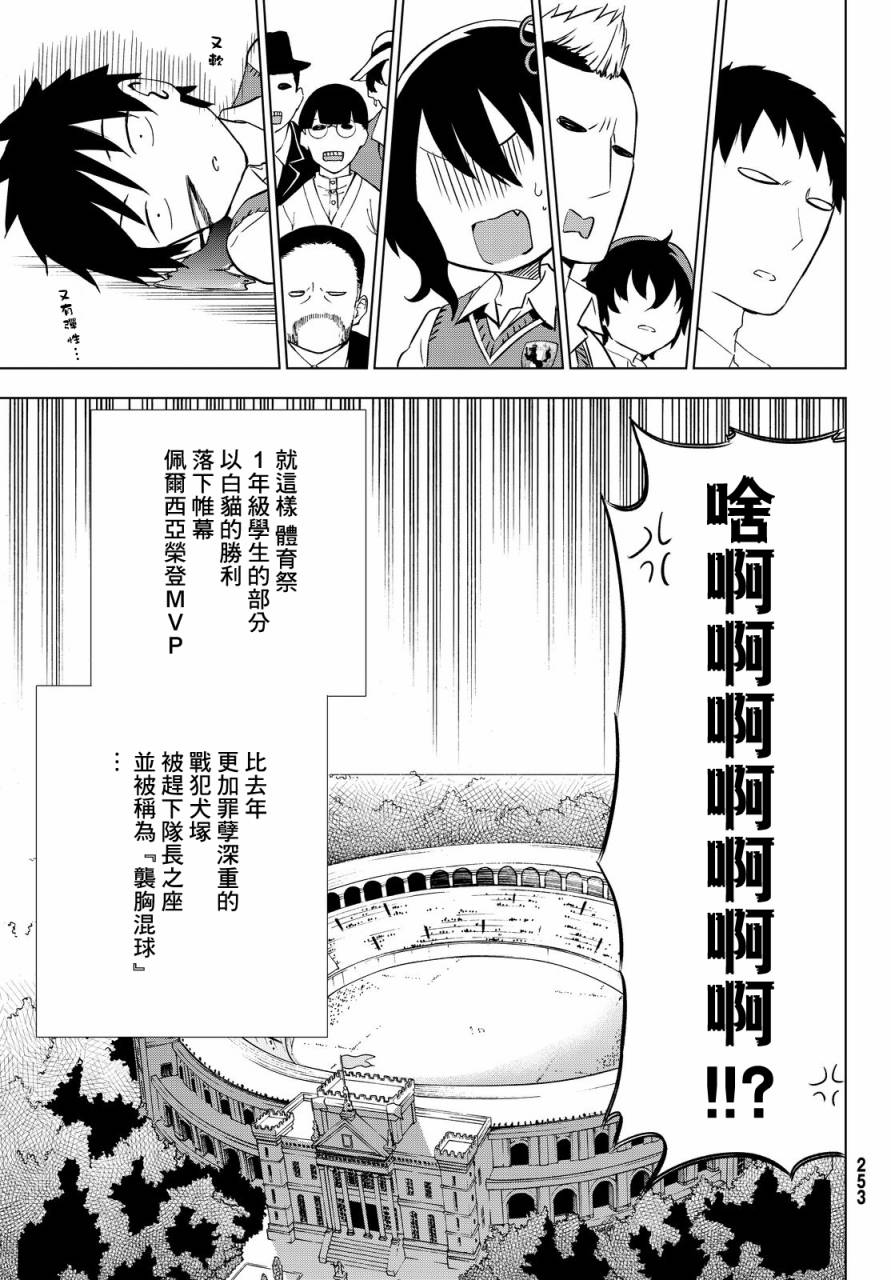 又軟
又有彈性…
啥啊啊啊啊啊啊啊!!?
就這樣 體育祭
1年級學生的部分
以白貓的勝利
落下帷幕
佩爾西亞榮登MVP
比去年
更加罪孽深重的
戰犯犬塚
被趕下隊長之座
並被稱為『襲胸混球』
…
253